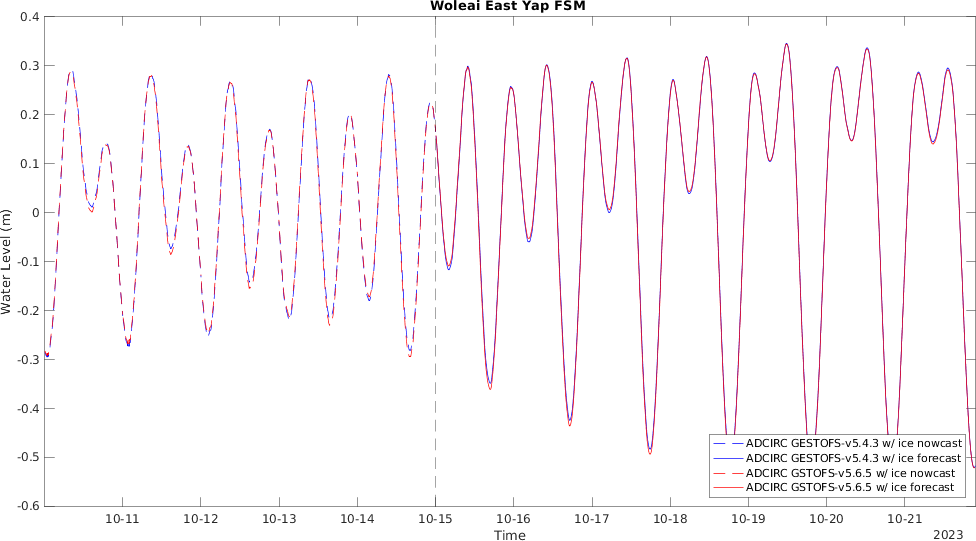 Woleai East Yap FSM
0.4
0.3
0.2
0.1
0
-0.1
-0.2
-0.3
-0.4
-0.5
-0.6
Water Level (m)
ADCIRC GESTOFS-v5.4.3 w/ ice nowcast
ADCIRC GESTOFS-v5.4.3 w/ ice forecast
ADCIRC GSTOFS-v5.6.5 w/ ice nowcast
ADCIRC GSTOFS-v5.6.5 w/ ice forecast
10-11 10-12 10-13 10-14 10-15 10-16 10-17 10-18 10-19 10-20 10-21
Time
2023